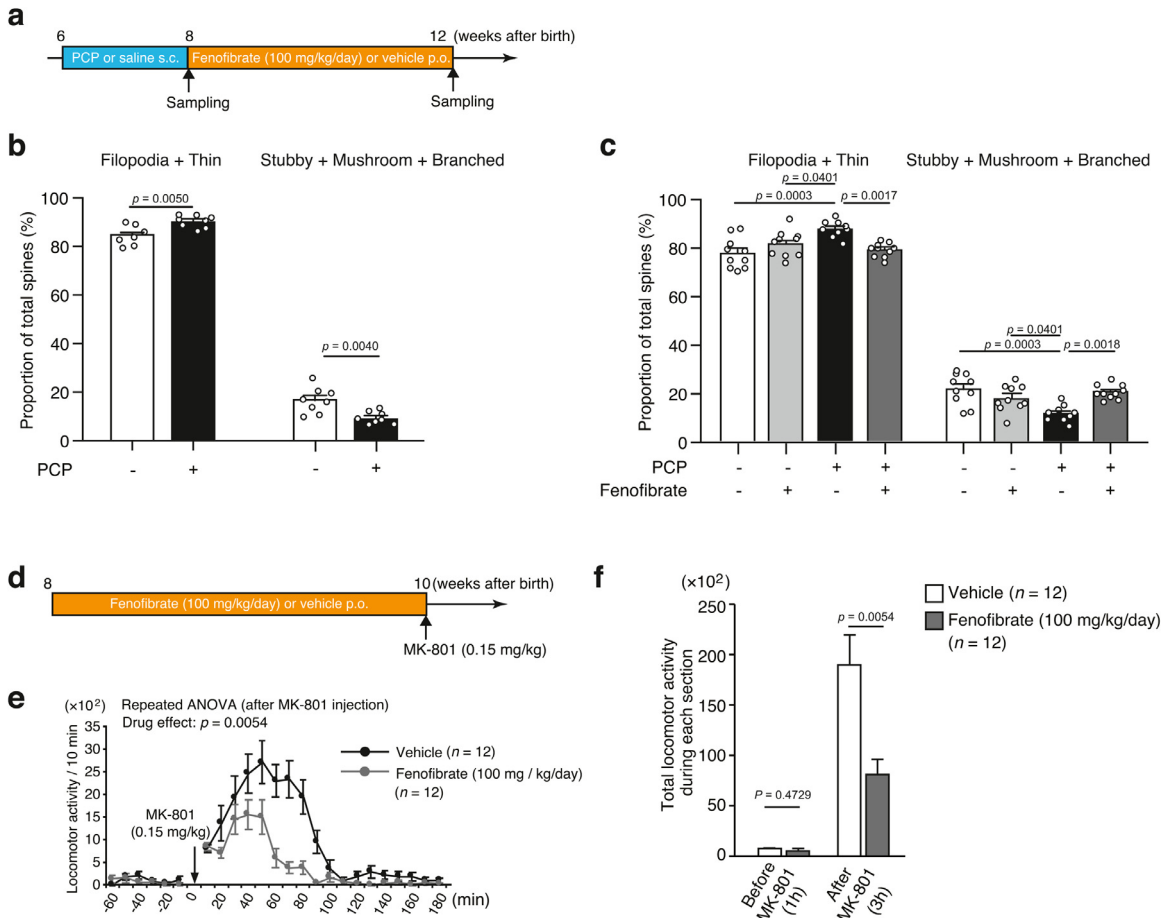 a
6 8 12 (weeks after birth)
PCP or saline s.c. Fenofibrate (100 mg/kg/day) or vehicle p.o.
Sampling Sampling
b
Filopodia + Thin Stubby + Mushroom + Branched
p = 0.0050
p = 0.0040
Proportion of total spines (%)
100
80
60
40
20
0
PCP - + - +
c
Filopodia + Thin Stubby + Mushroom + Branched
p = 0.0401
p = 0.0003 p = 0.0017
p = 0.0401
p = 0.0003 p = 0.0018
Proportion of total spines (%)
100
80
60
40
20
0
PCP - - + + - - + +
Fenofibrate - + - + - + - +
d
8 10 (weeks after birth)
Fenofibrate (100 mg/kg/day) or vehicle p.o.
MK-801 (0.15 mg/kg)
e
(×10²) Repeated ANOVA (after MK-801 injection)
Drug effect: p = 0.0054
Locomotor activity / 10 min
35
30
25
20
15
10
5
0
Vehicle (n = 12)
Fenofibrate (100 mg / kg/day)
(n = 12)
MK-801
(0.15 mg/kg)
-60 -40 -20 0 20 40 60 80 100 120 140 160 180 (min)
f
(×10²)
Total locomotor activity
during each section
250
200
150
100
50
0
P = 0.0054
P = 0.4729
Vehicle (n = 12)
Fenofibrate (100 mg/kg/day)
(n = 12)
Before
MK-801
(1h)
After
MK-801
(3h)